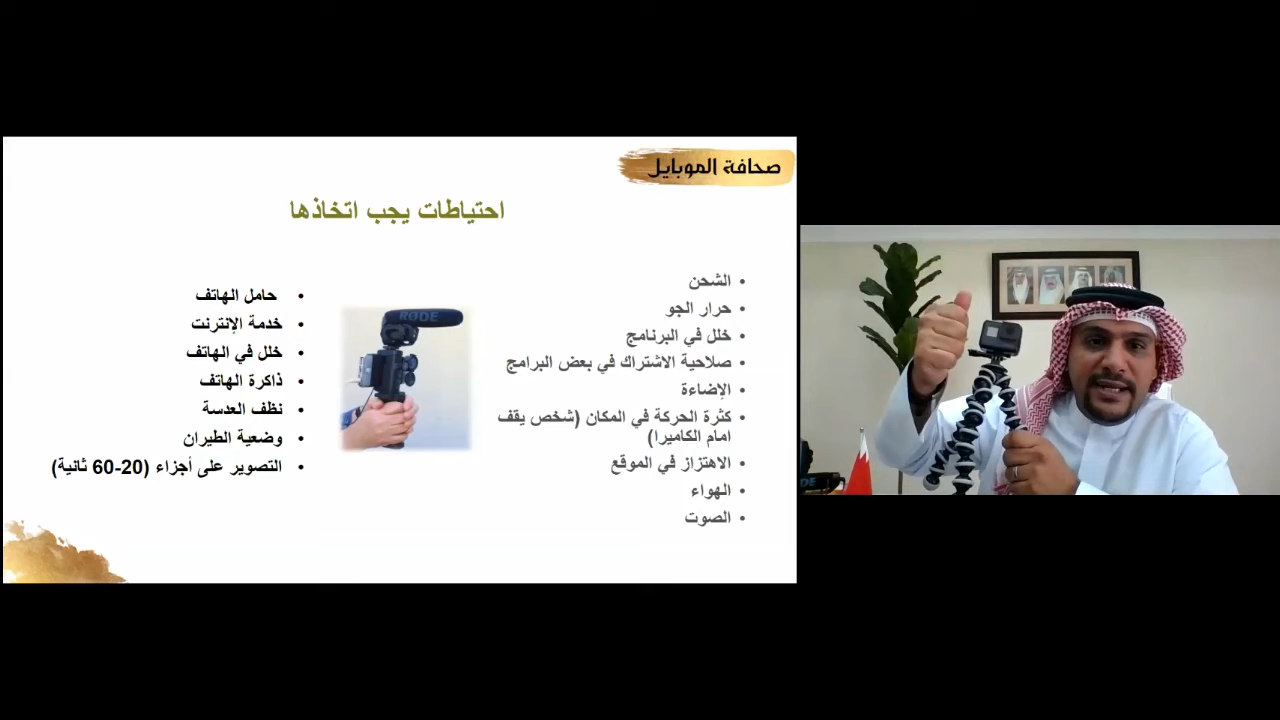 صحافة الموبايل
احتياطات يجب اتخاذها
الشحن
حرار الجو
خلل في البرنامج
صلاحية الاشتراك في بعض البرامج
الإضاءة
كثرة الحركة في المكان (شخص يقف
امام الكاميرا)
الاهتزاز في الموقع
الهواء
الصوت
حامل الهاتف
خدمة الإنترنت
خلل في الهاتف
ذاكرة الهاتف
نظف العدسة
وضعية الطيران
التصوير على أجزاء (20-60 ثانية)
RØDE